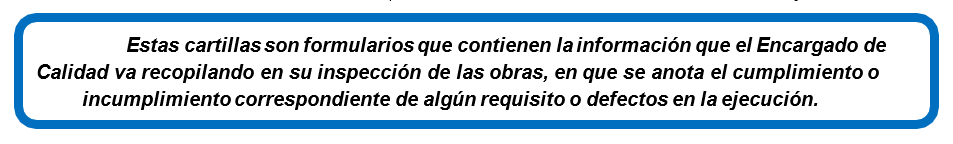 Estas cartillas son formularios que contienen la información que el Encargado de
Calidad va recopilando en su inspección de las obras, en que se anota el cumplimiento o
incumplimiento correspondiente de algún requisito o defectos en la ejecución.